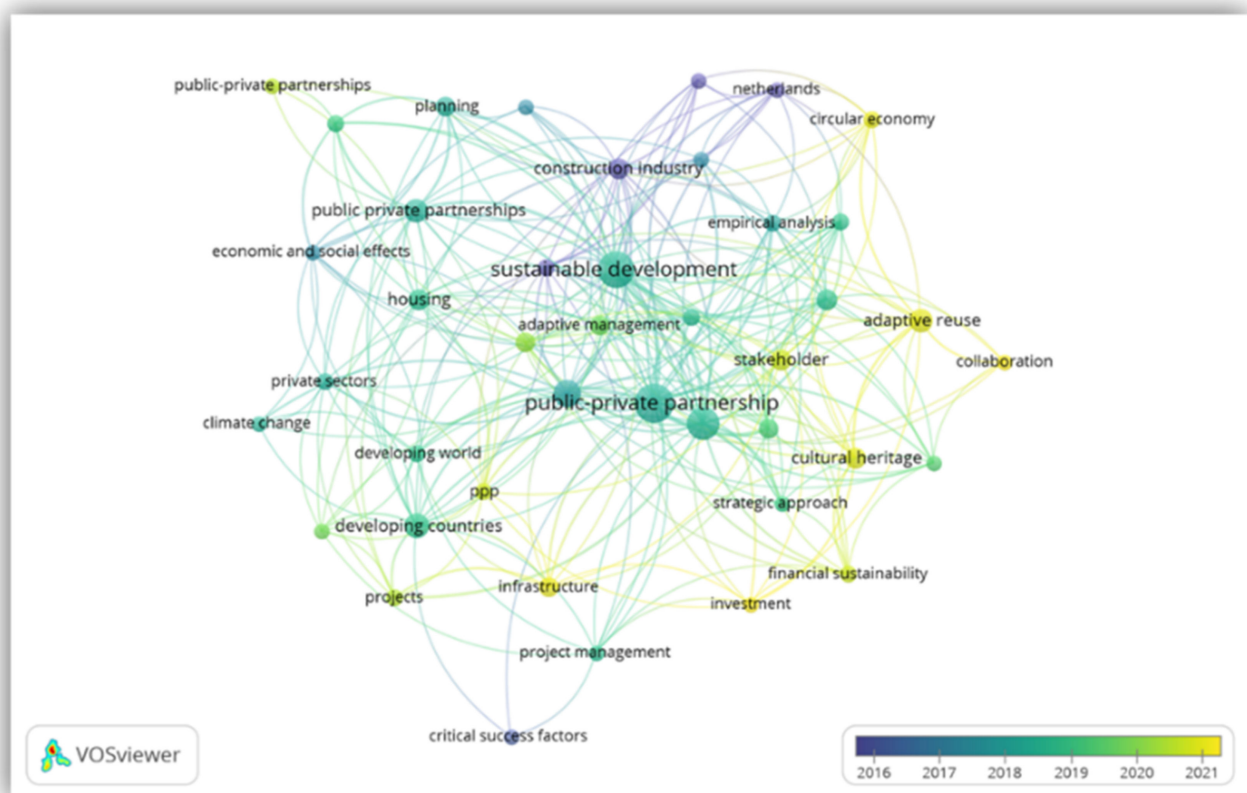 public-private partnerships
planning
netherlands
circular economy
construction industry
public private partnerships
empirical analysis
economic and social effects
sustainable development
housing
adaptive management
adaptive reuse
stakeholder
collaboration
private sectors
public-private partnership
climate change
developing world
cultural heritage
ppp
strategic approach
developing countries
financial sustainability
infrastructure
projects
investment
project management
critical success factors
VOSviewer
2016 2017 2018 2019 2020 2021